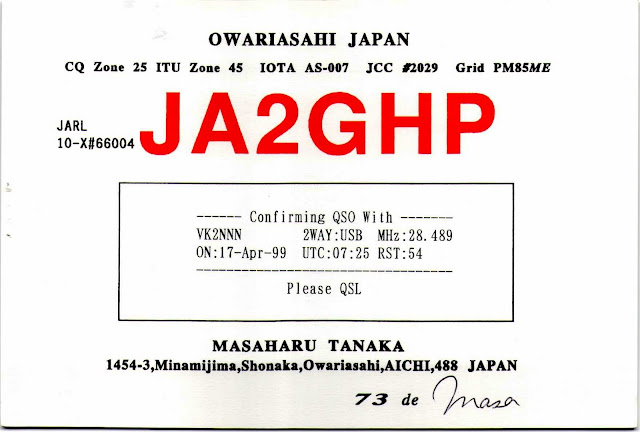 OWARIASAHI JAPAN
CQ Zone 25 ITU Zone 45 IOTA AS-007 JCC #2029 Grid PM85ME
JA2GHP
JARL
10-X#66004
------ Confirming QSO With -------
VK2NNN 2WAY:USB MHz:28.489
ON:17-Apr-99 UTC:07:25 RST:54
----------------------------------
Please QSL
MASAHARU TANAKA
1454-3,Minamijima,Shonaka,Owariasahi,AICHI,488 JAPAN
73 de Masa